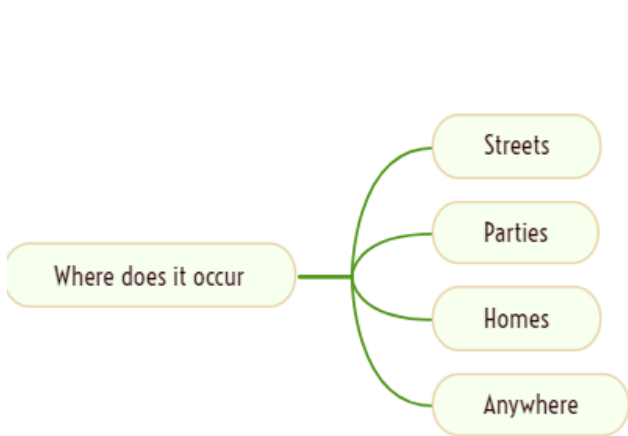 Where does it occur
Streets
Parties
Homes
Anywhere